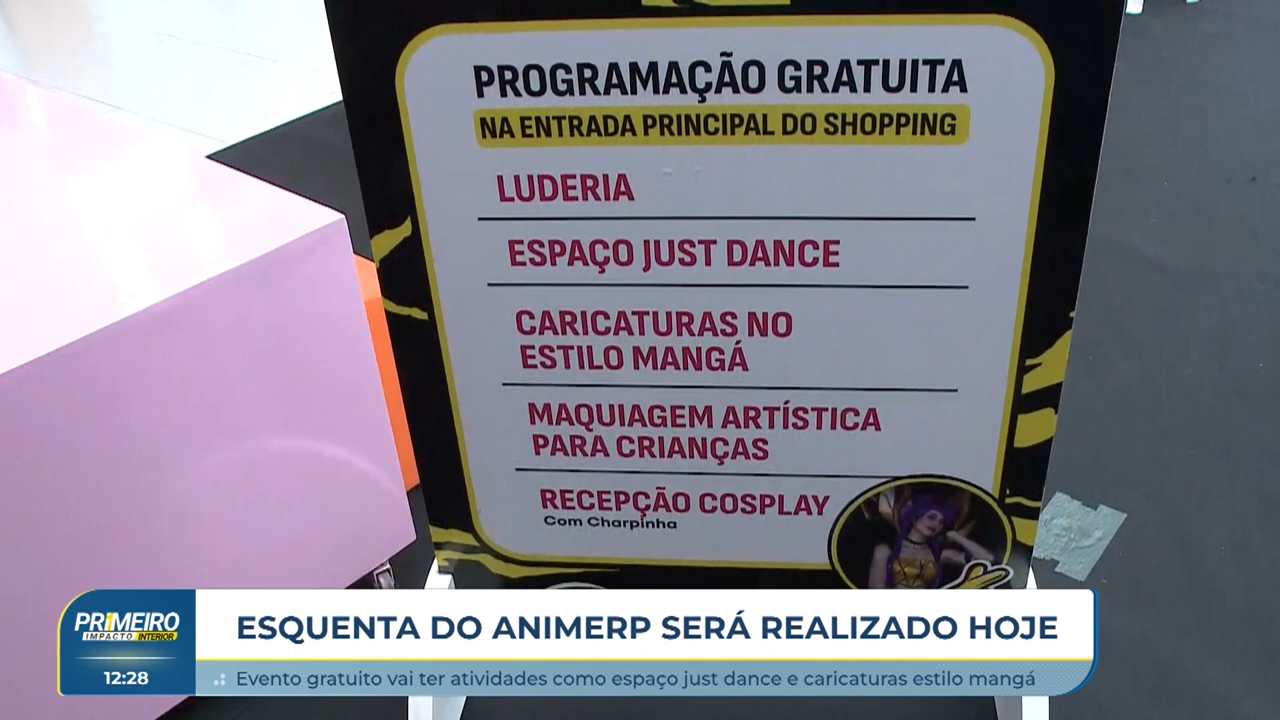 PROGRAMAÇÃO GRATUITA
NA ENTRADA PRINCIPAL DO SHOPPING
LUDERIA
ESPAÇO JUST DANCE
CARICATURAS NO
ESTILO MANGÁ
MAQUIAGEM ARTÍSTICA
PARA CRIANÇAS
RECEPÇÃO COSPLAY
Com Charpinha
PR1MEIRO
IMPACTO INTERIOR
12:28
ESQUENTA DO ANIMERP SERÁ REALIZADO HOJE
Evento gratuito vai ter atividades como espaço just dance e caricaturas estilo mangá